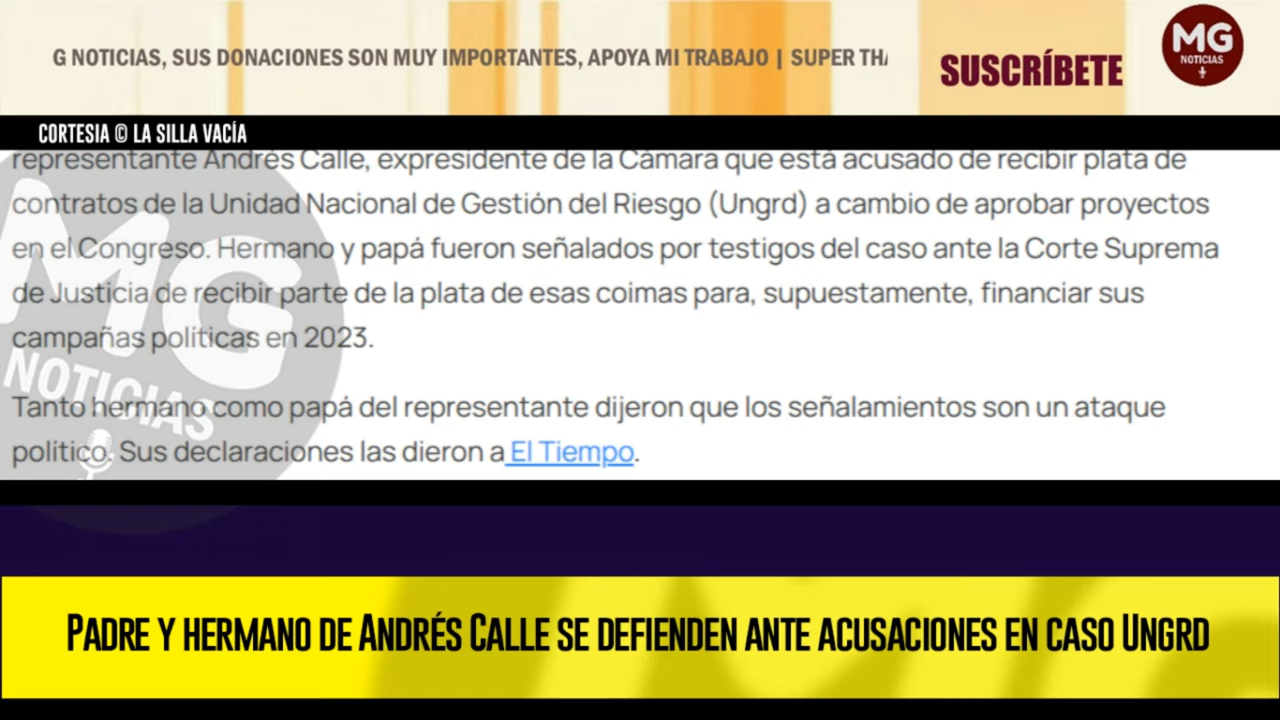 G NOTICIAS, SUS DONACIONES SON MUY IMPORTANTES, APOYA MI TRABAJO | SUPER THA
SUSCRÍBETE
MG
NOTICIAS
CORTESIA © LA SILLA VACÍA
representante Andrés Calle, expresidente de la Cámara que está acusado de recibir plata de
contratos de la Unidad Nacional de Gestión del Riesgo (Ungrd) a cambio de aprobar proyectos
en el Congreso. Hermano y papá fueron señalados por testigos del caso ante la Corte Suprema
de Justicia de recibir parte de la plata de esas coimas para, supuestamente, financiar sus
campañas políticas en 2023.
Tanto hermano como papá del representante dijeron que los señalamientos son un ataque
político. Sus declaraciones las dieron a El Tiempo.
MG
NOTICIAS
PADRE Y HERMANO DE ANDRÉS CALLE SE DEFIENDEN ANTE ACUSACIONES EN CASO UNGRD